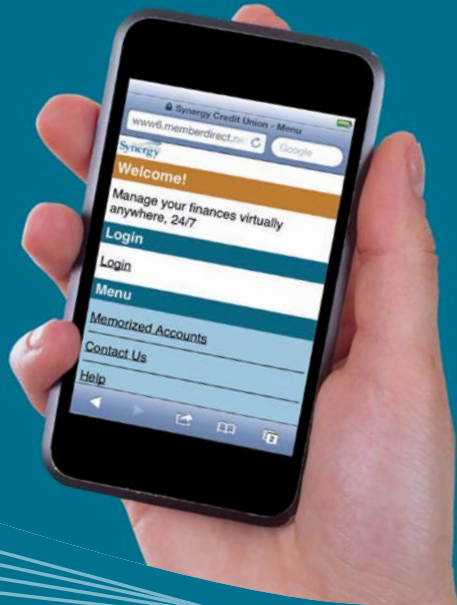 Synergy Credit Union - Menu
www6.memberdirect.ne
Google
Synergy
Welcome!
Manage your finances virtually
anywhere, 24/7
Login
Login
Menu
Memorized Accounts
Contact Us
Help
2